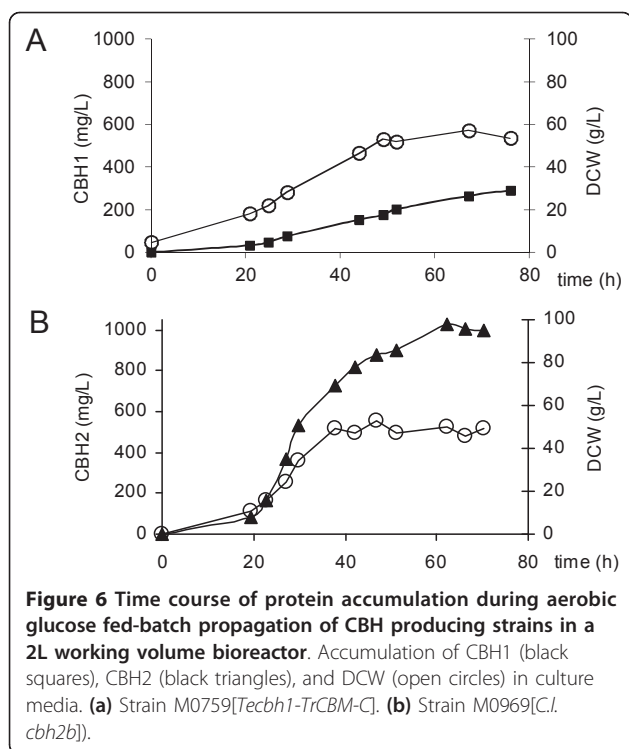 A
1000
800
600
400
200
0
CBH1 (mg/L)
100
80
60
40
20
0
DCW (g/L)
0
20
40
60
80
time (h)
B
1000
800
600
400
200
0
CBH2 (mg/L)
100
80
60
40
20
0
DCW (g/L)
0
20
40
60
80
time (h)
Figure 6 Time course of protein accumulation during aerobic
glucose fed-batch propagation of CBH producing strains in a
2L working volume bioreactor. Accumulation of CBH1 (black
squares), CBH2 (black triangles), and DCW (open circles) in culture
media. (a) Strain M0759[Tecbh1-TrCBM-C]. (b) Strain M0969[C.l.
cbh2b]).